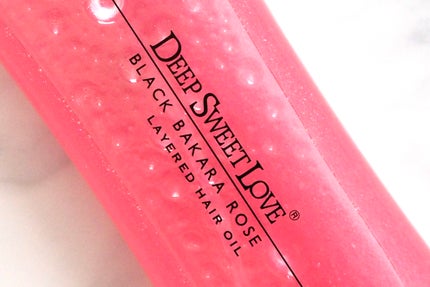 DEEP SWEET LOVE®
BLACK BAKARA ROSE
LAYERED HAIR OIL